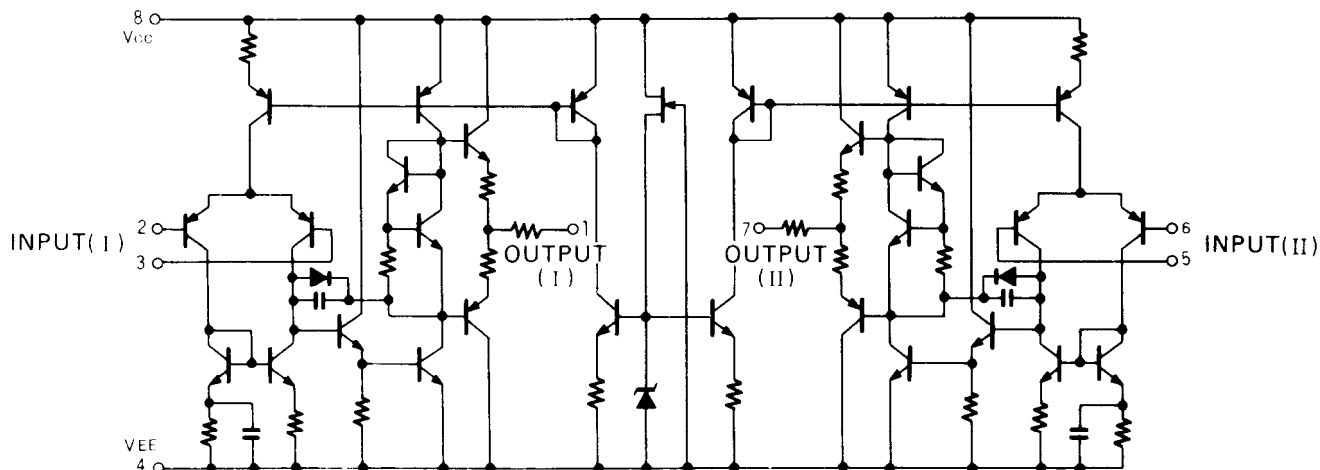 8
Vcc
INPUT(I)
2
3
1
OUTPUT
(I)
7
OUTPUT
(II)
6
5
INPUT(II)
VEE
4